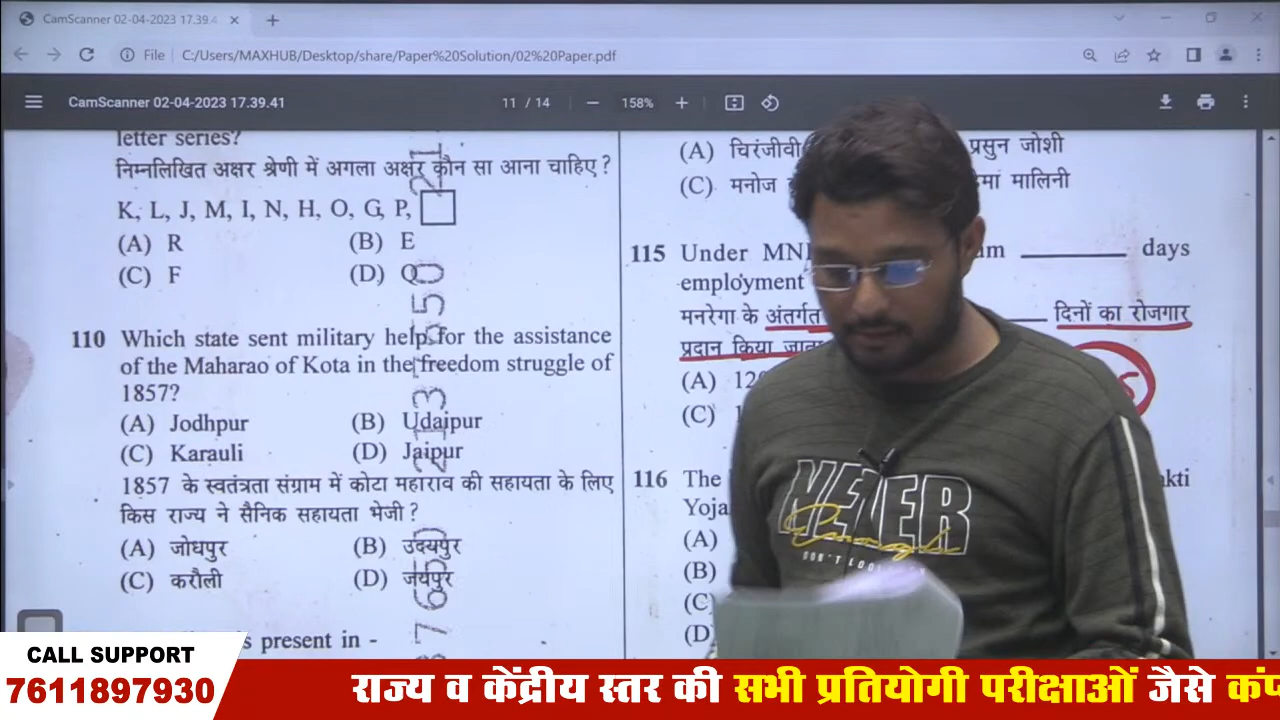 CamScanner 02-04-2023 17.39.4
File C:/Users/MAXHUB/Desktop/share/Paper%20Solution/02%20Paper.pdf
CamScanner 02-04-2023 17.39.41
11 / 14
158%
letter series?
निम्नलिखित अक्षर श्रेणी में अगला अक्षर कौन सा आना चाहिए ?
K, L, J, M, I, N, H, O, G, P,
(A) R (B) E
(C) F (D) Q
110 Which state sent military help for the assistance
of the Maharao of Kota in the freedom struggle of
1857?
(A) Jodhpur (B) Udaipur
(C) Karauli (D) Jaipur
1857 के स्वतंत्रता संग्राम में कोटा महाराव की सहायता के लिए
किस राज्य ने सैनिक सहायता भेजी ?
(A) जोधपुर (B) उदयपुर
(C) करौली (D) जयपुर
present in -
(A) चिरंजीवी प्रसुन जोशी
(C) मनोज मालिनी
115 Under days
employment
मनरेगा के अंतर्गत दिनों का रोजगार
प्रदान किया जाता
(A)
(C)
116 The
(A)
(B)
(C)
(D)
NEZER
DON'T
CALL SUPPORT
7611897930
राज्य व केंद्रीय स्तर की सभी प्रतियोगी परीक्षाओं जैसे